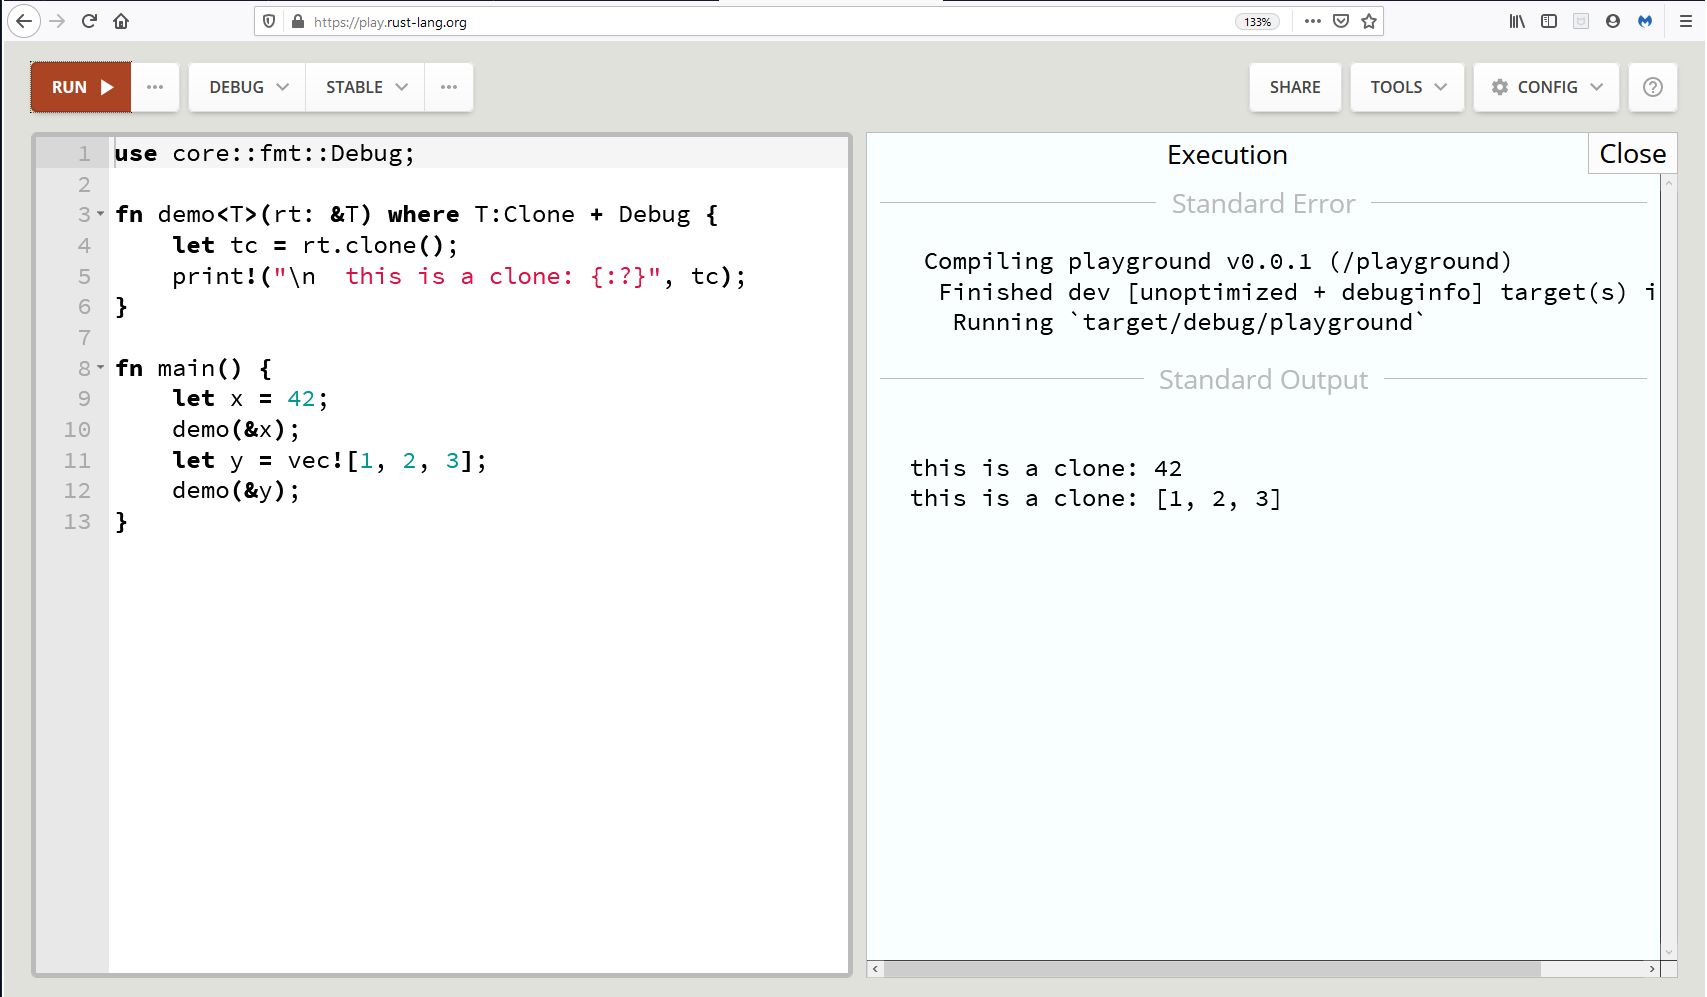 https://play.rust-lang.org 133%
RUN DEBUG STABLE SHARE TOOLS CONFIG
1 use core::fmt::Debug;
2
3 fn demo<T>(rt: &T) where T:Clone + Debug {
4     let tc = rt.clone();
5     print!("\n  this is a clone: {:?}", tc);
6 }
7
8 fn main() {
9     let x = 42;
10     demo(&x);
11     let y = vec![1, 2, 3];
12     demo(&y);
13 }
Execution
Close
Standard Error
Compiling playground v0.0.1 (/playground)
Finished dev [unoptimized + debuginfo] target(s) i
Running `target/debug/playground`
Standard Output
this is a clone: 42
this is a clone: [1, 2, 3]